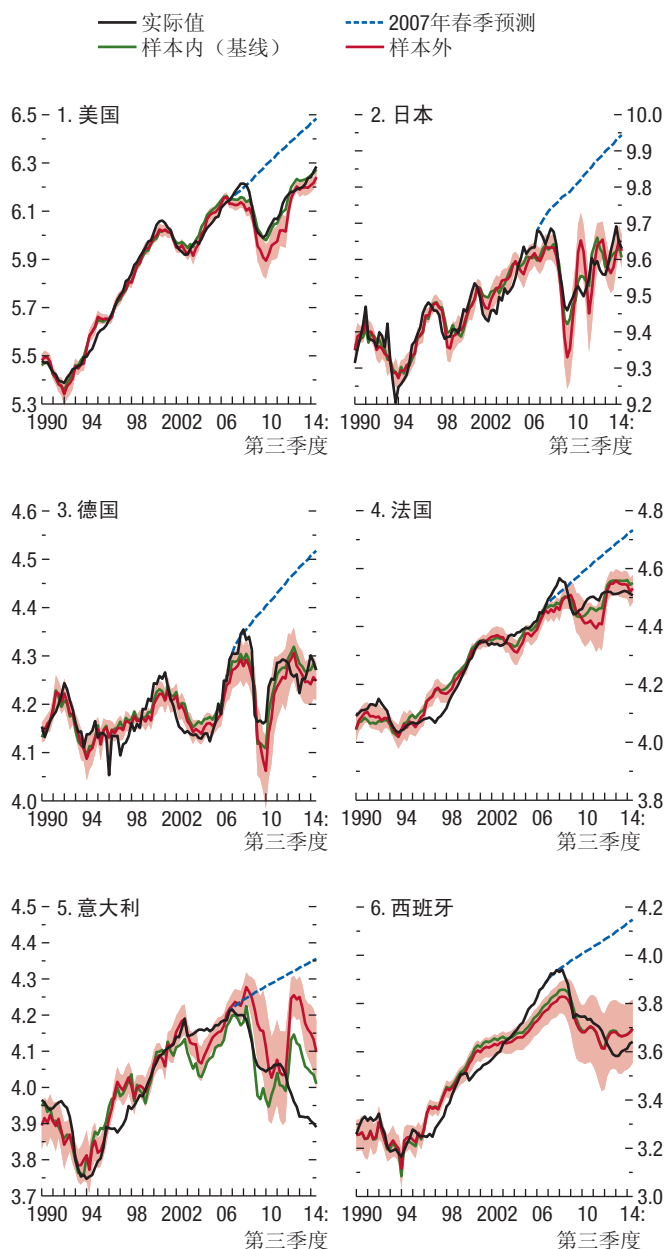 实际值 2007年春季预测
样本内（基线） 样本外
1. 美国
6.5
6.3
6.1
5.9
5.7
5.5
5.3
1990 94 98 2002 06 10 14:
第三季度
2. 日本
10.0
9.9
9.8
9.7
9.6
9.5
9.4
9.3
9.2
1990 94 98 2002 06 10 14:
第三季度
3. 德国
4.6
4.5
4.4
4.3
4.2
4.1
4.0
1990 94 98 2002 06 10 14:
第三季度
4. 法国
4.8
4.6
4.4
4.2
4.0
3.8
1990 94 98 2002 06 10 14:
第三季度
5. 意大利
4.5
4.4
4.3
4.2
4.1
4.0
3.9
3.8
3.7
1990 94 98 2002 06 10 14:
第三季度
6. 西班牙
4.2
4.0
3.8
3.6
3.4
3.2
3.0
1990 94 98 2002 06 10 14:
第三季度